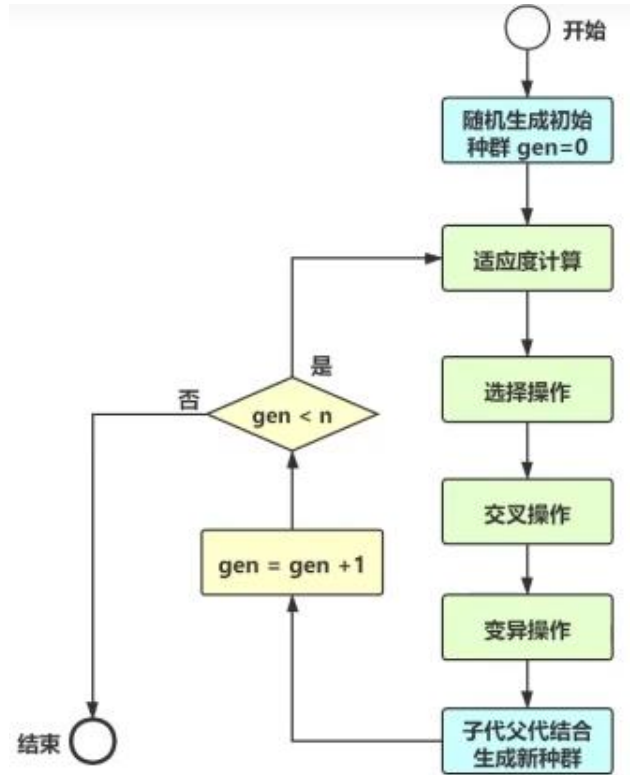 开始
随机生成初始
种群 gen=0
适应度计算
选择操作
交叉操作
变异操作
子代父代结合
生成新种群
gen = gen +1
gen < n
是
否
结束